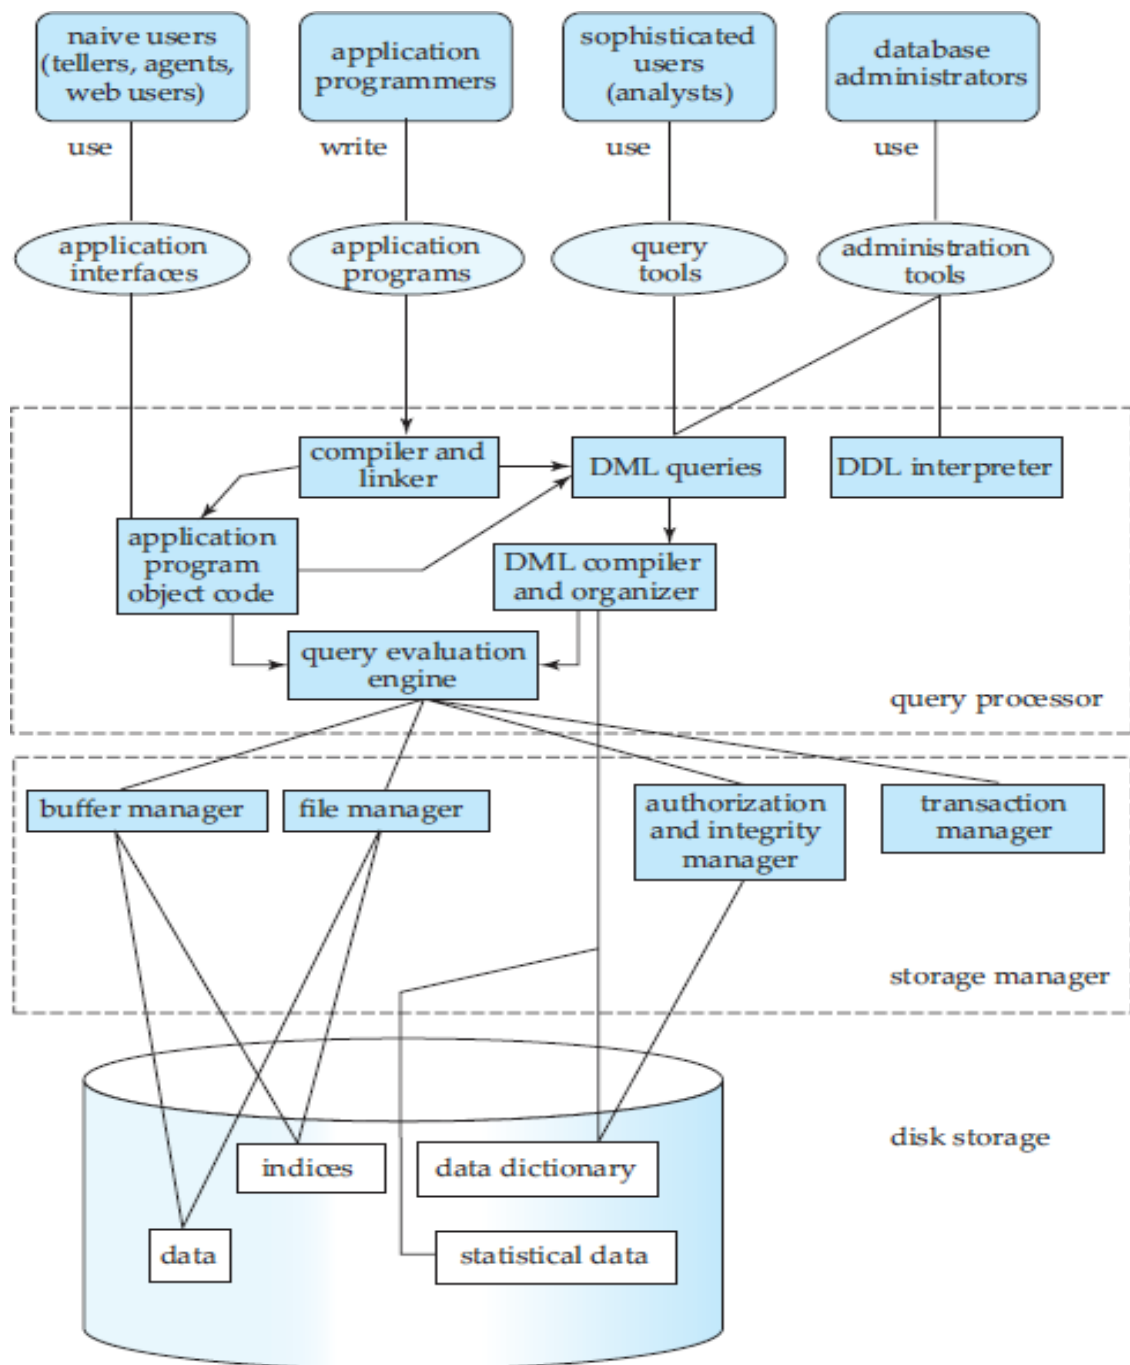 naive users
(tellers, agents,
web users)
application
programmers
sophisticated
users
(analysts)
database
administrators
use
write
use
use
application
interfaces
application
programs
query
tools
administration
tools
compiler and
linker
DML queries
DDL interpreter
application
program
object code
DML compiler
and organizer
query evaluation
engine
query processor
buffer manager
file manager
authorization
and integrity
manager
transaction
manager
storage manager
disk storage
indices
data dictionary
data
statistical data